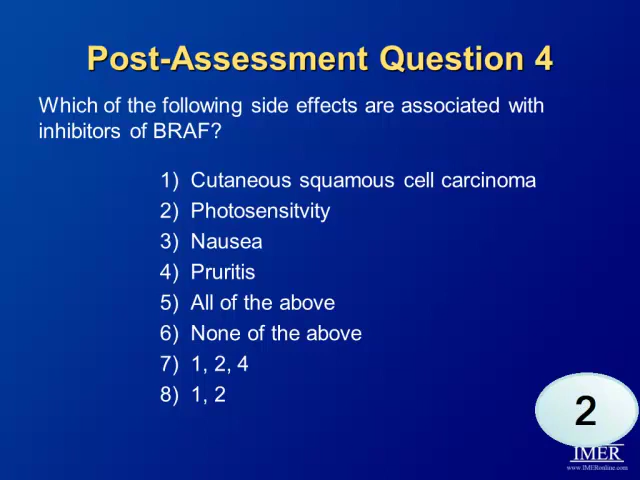 Post-Assessment Question 4
Which of the following side effects are associated with
inhibitors of BRAF?
1) Cutaneous squamous cell carcinoma
2) Photosensitvity
3) Nausea
4) Pruritis
5) All of the above
6) None of the above
7) 1, 2, 4
8) 1, 2
2
IMER
www.IMERonline.com